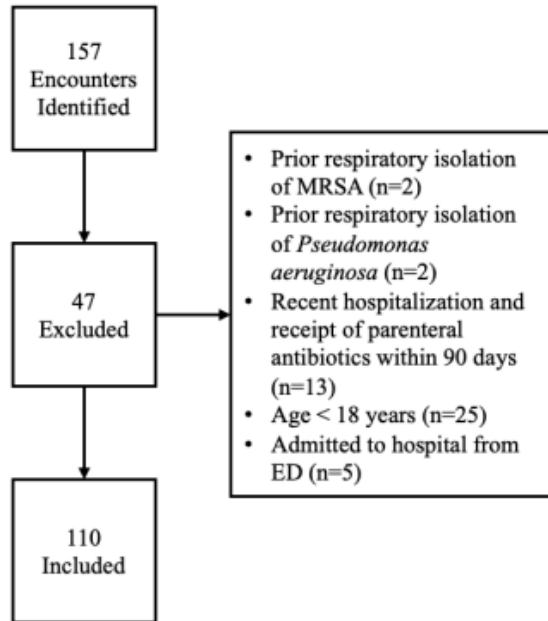 157
Encounters
Identified
47
Excluded
• Prior respiratory isolation
of MRSA (n=2)
• Prior respiratory isolation
of Pseudomonas
aeruginosa (n=2)
• Recent hospitalization and
receipt of parenteral
antibiotics within 90 days
(n=13)
• Age < 18 years (n=25)
• Admitted to hospital from
ED (n=5)
110
Included